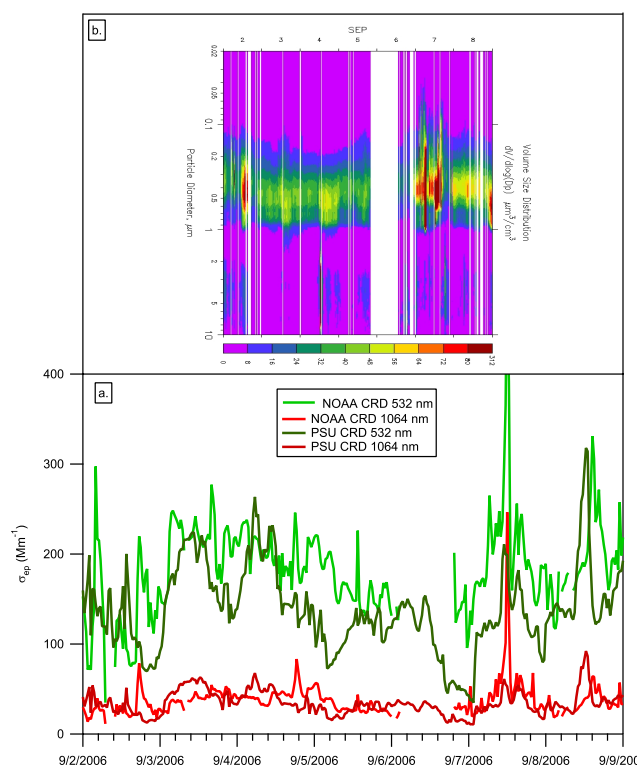 b.
SEP
2 3 4 5 6 7 8
0.02
0.05
0.1
0.2
0.5
1
2
5
10
Particle Diameter, μm
Volume Size Distribution
dV/dlog(Dp) μm³/cm³
0 8 16 24 32 40 48 56 64 72 80 312
a.
NOAA CRD 532 nm
NOAA CRD 1064 nm
PSU CRD 532 nm
PSU CRD 1064 nm
400
300
200
100
0
σep (Mm⁻¹)
9/2/2006 9/3/2006 9/4/2006 9/5/2006 9/6/2006 9/7/2006 9/8/2006 9/9/200